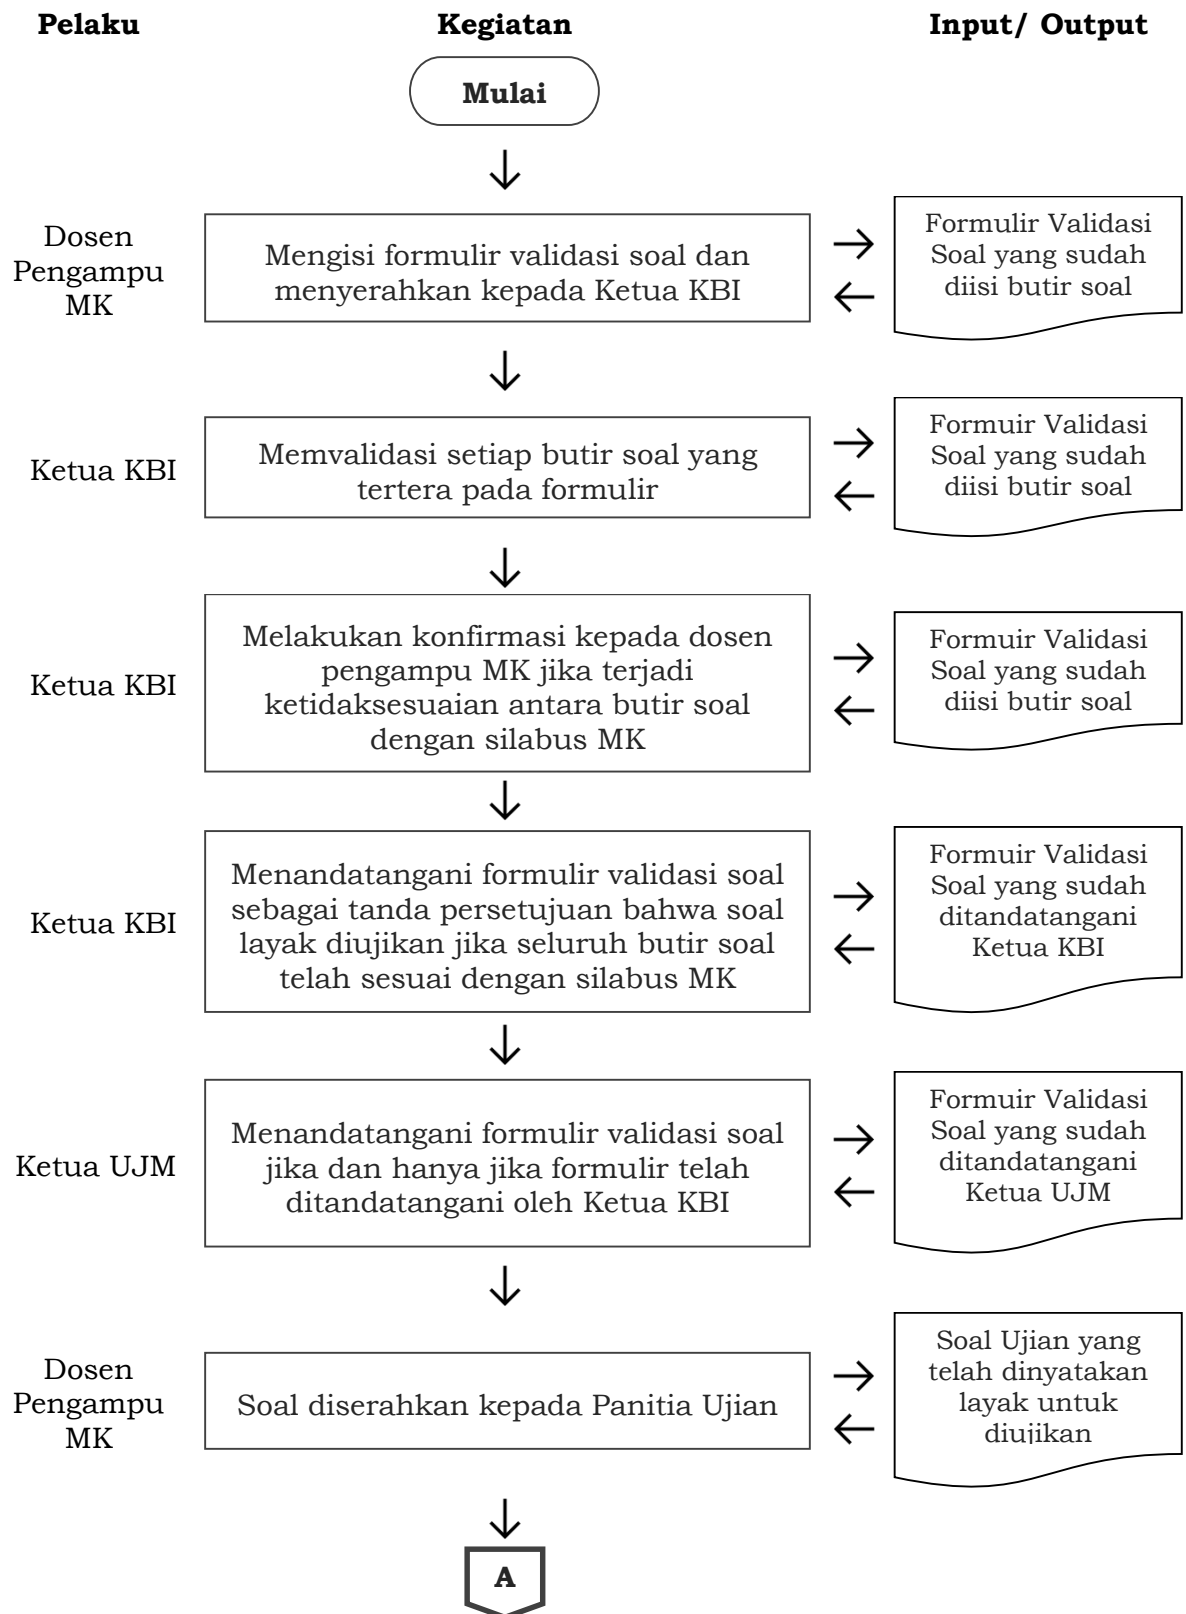 Pelaku
Kegiatan
Input/ Output
Mulai
Dosen
Pengampu
MK
Mengisi formulir validasi soal dan
menyerahkan kepada Ketua KBI
Formulir Validasi
Soal yang sudah
diisi butir soal
Ketua KBI
Memvalidasi setiap butir soal yang
tertera pada formulir
Formuir Validasi
Soal yang sudah
diisi butir soal
Ketua KBI
Melakukan konfirmasi kepada dosen
pengampu MK jika terjadi
ketidaksesuaian antara butir soal
dengan silabus MK
Formuir Validasi
Soal yang sudah
diisi butir soal
Ketua KBI
Menandatangani formulir validasi soal
sebagai tanda persetujuan bahwa soal
layak diujikan jika seluruh butir soal
telah sesuai dengan silabus MK
Formuir Validasi
Soal yang sudah
ditandatangani
Ketua KBI
Ketua UJM
Menandatangani formulir validasi soal
jika dan hanya jika formulir telah
ditandatangani oleh Ketua KBI
Formuir Validasi
Soal yang sudah
ditandatangani
Ketua UJM
Dosen
Pengampu
MK
Soal diserahkan kepada Panitia Ujian
Soal Ujian yang
telah dinyatakan
layak untuk
diujikan
A